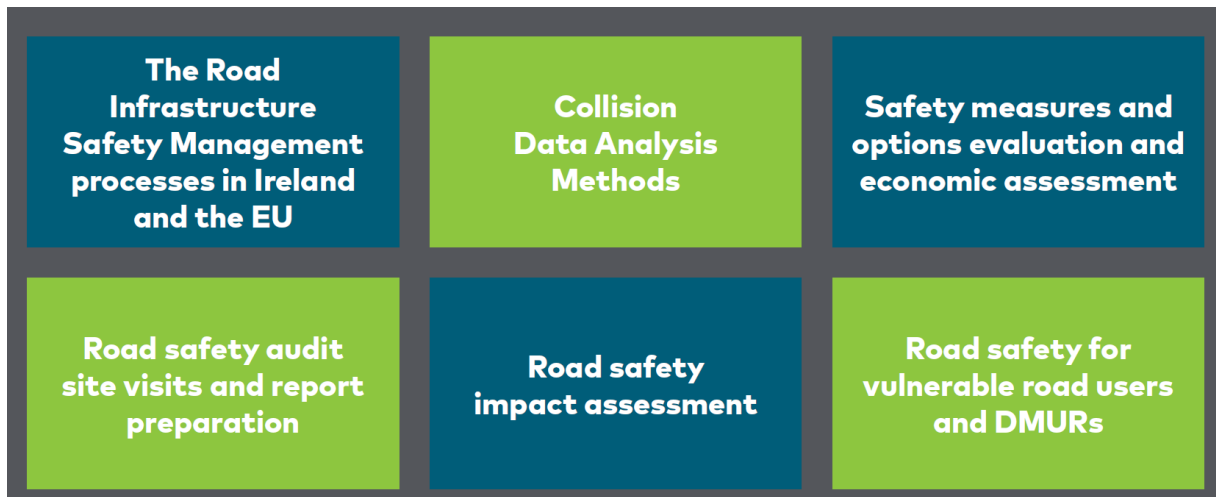 The Road
Infrastructure
Safety Management
processes in Ireland
and the EU
Collision
Data Analysis
Methods
Safety measures and
options evaluation and
economic assessment
Road safety audit
site visits and report
preparation
Road safety
impact assessment
Road safety for
vulnerable road users
and DMURs